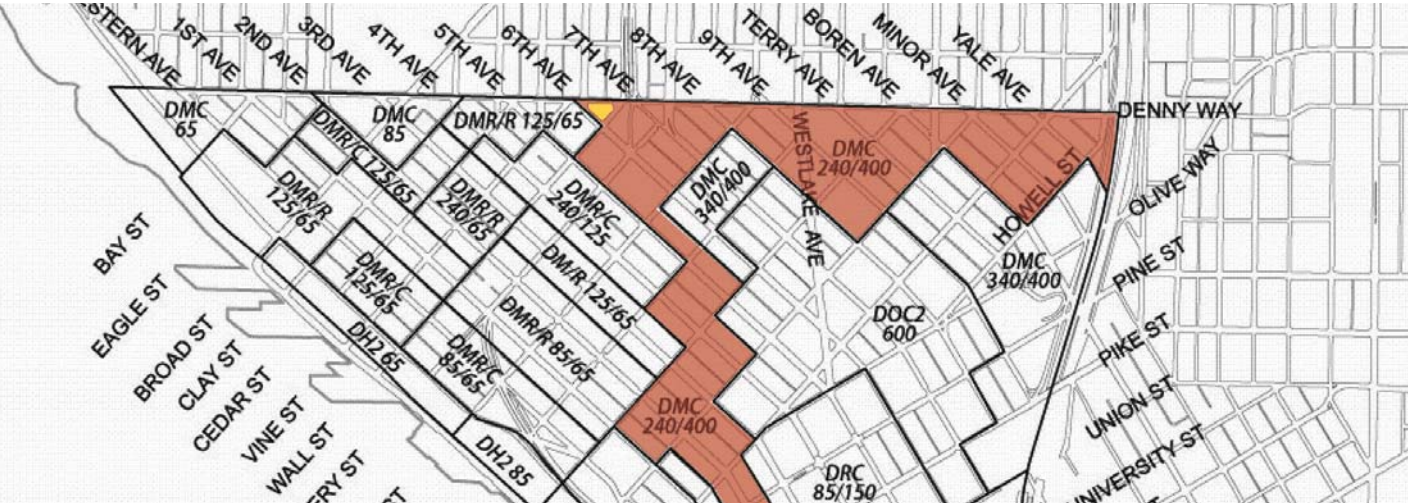 STERN AVE
1ST AVE
2ND AVE
3RD AVE
4TH AVE
5TH AVE
6TH AVE
7TH AVE
8TH AVE
9TH AVE
TERRY AVE
BOREN AVE
MINOR AVE
YALE AVE
DENNY WAY
DMC
65
DMR/C 125/65
DMC
85
DMR/R 125/65
WESTLAKE AVE
DMC
240/400
DMC
340/400
HOWELL ST
OLIVE WAY
DMR/R
125/65
DMR/R
240/65
DMR/C
240/125
BAY ST
DMC
340/400
PINE ST
DMR/C
125/65
DM/R 125/65
EAGLE ST
DOC2
600
DMR/R 85/65
BROAD ST
DH2 65
DMR/C
85/65
PIKE ST
CLAY ST
CEDAR ST
DMC
240/400
UNION ST
VINE ST
WALL ST
DH2 85
DRC
85/150
UNIVERSITY ST
ERY ST
ST